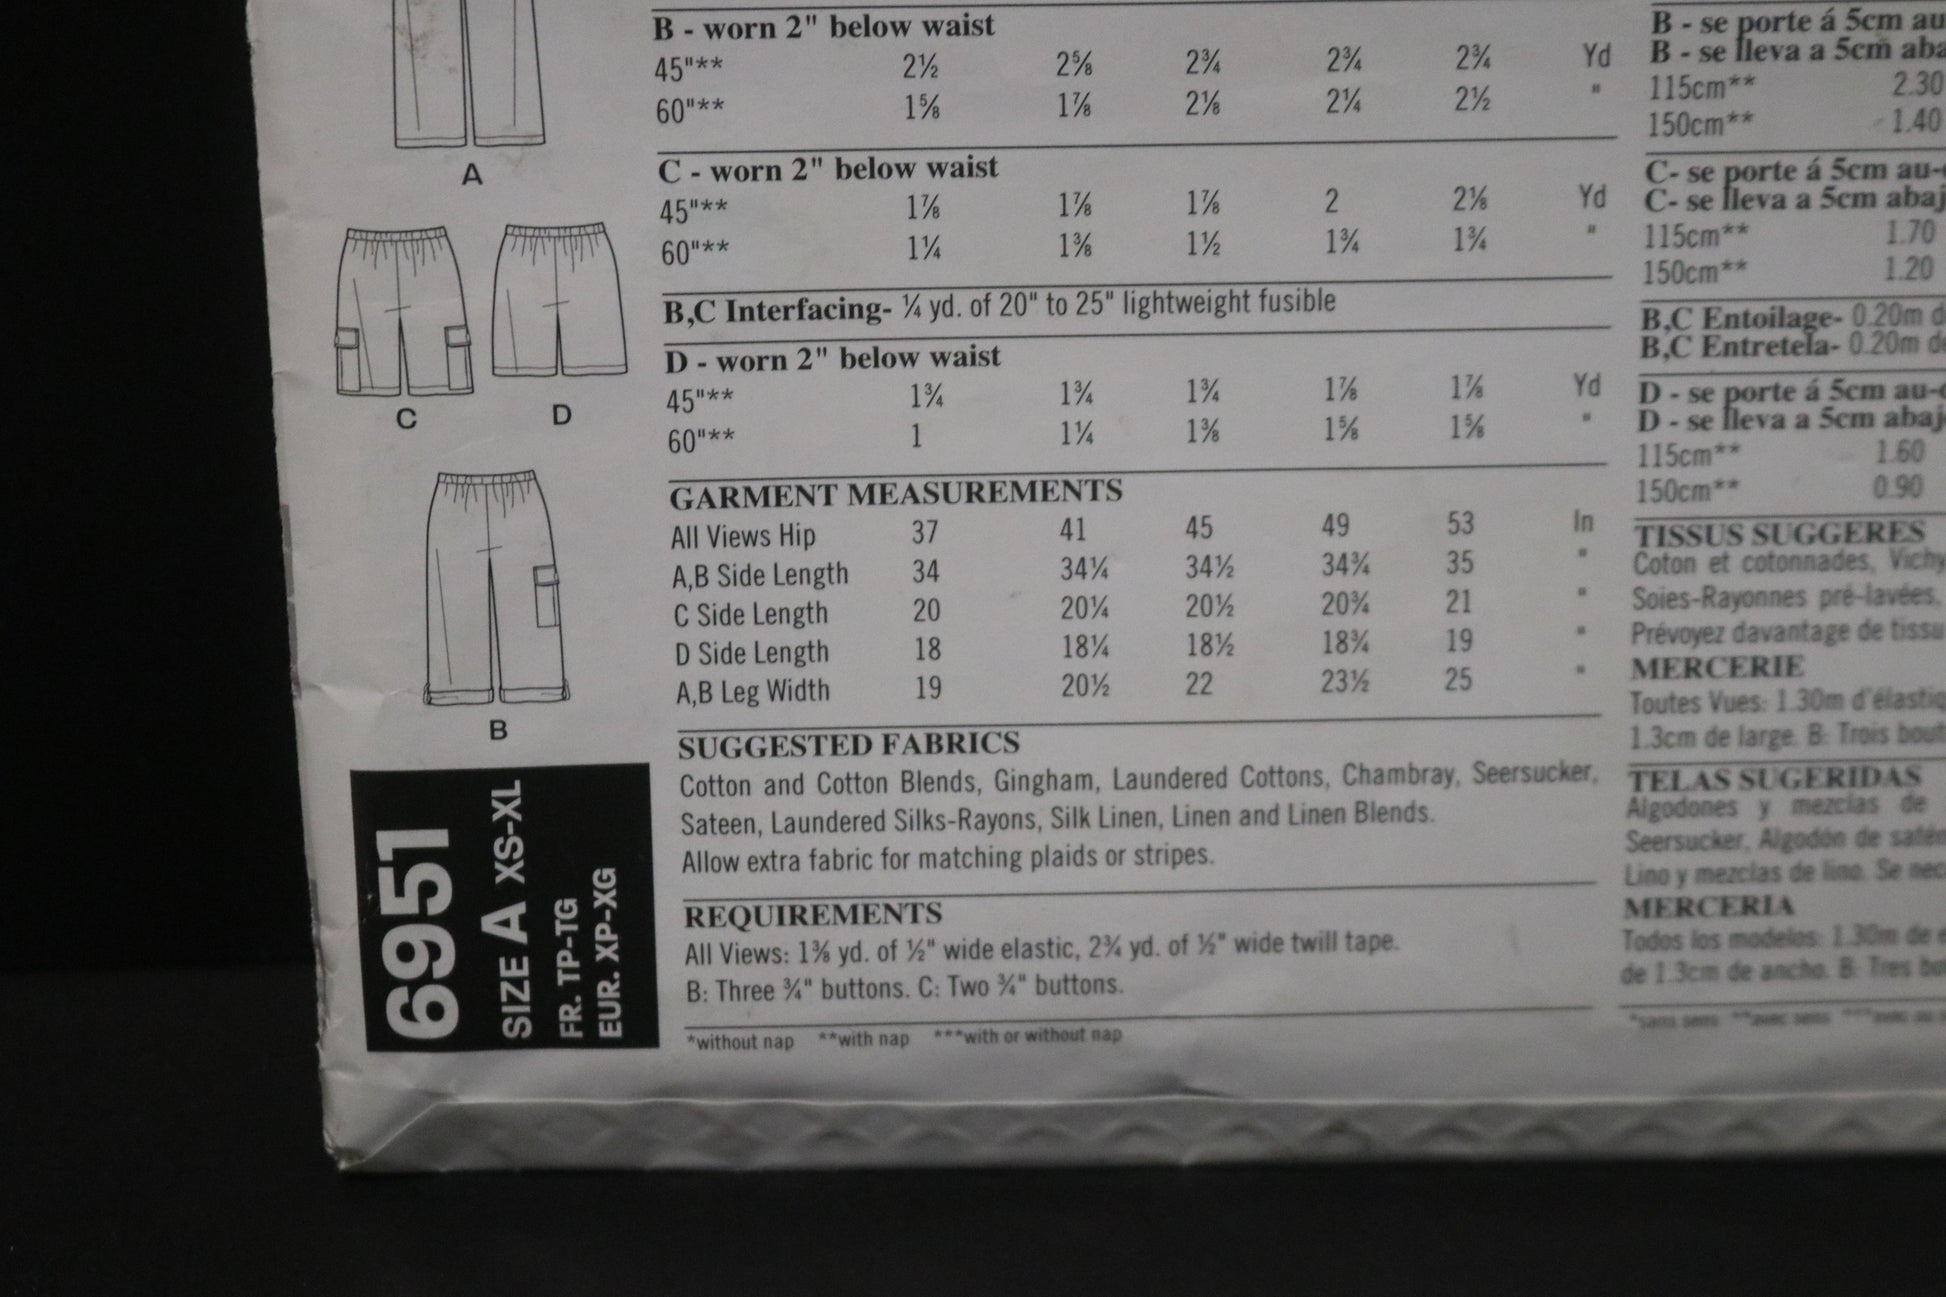 B - worn 2" below waist
45"** 2½ 2⅝ 2¾ 2¾ 2¾ Yd
60"** 1⅝ 1⅞ 2⅛ 2¼ 2½ "
C - worn 2" below waist
45"** 1⅞ 1⅞ 1⅞ 2 2⅛ Yd
60"** 1¼ 1⅜ 1½ 1¾ 1¾ "
B,C Interfacing- ¼ yd. of 20" to 25" lightweight fusible
D - worn 2" below waist
45"** 1¾ 1¾ 1¾ 1⅞ 1⅞ Yd
60"** 1 1¼ 1⅜ 1⅝ 1⅝ "
GARMENT MEASUREMENTS
All Views Hip 37 41 45 49 53 In
A,B Side Length 34 34¼ 34½ 34¾ 35 "
C Side Length 20 20¼ 20½ 20¾ 21 "
D Side Length 18 18¼ 18½ 18¾ 19 "
A,B Leg Width 19 20½ 22 23½ 25 "
SUGGESTED FABRICS
Cotton and Cotton Blends, Gingham, Laundered Cottons, Chambray, Seersucker,
Sateen, Laundered Silks-Rayons, Silk Linen, Linen and Linen Blends.
Allow extra fabric for matching plaids or stripes.
REQUIREMENTS
All Views: 1⅜ yd. of ½" wide elastic, 2¾ yd. of ½" wide twill tape.
B: Three ¾" buttons. C: Two ¾" buttons.
*without nap **with nap ***with or without nap
A
C
D
B
6951
SIZE A XS-XL
FR. TP-TG
EUR. XP-XG
B - se porte á 5cm au
B - se lleva a 5cm aba
115cm** 2.30
150cm** 1.40
C- se porte á 5cm au-
C- se lleva a 5cm abaj
115cm** 1.70
150cm** 1.20
B,C Entoilage- 0.20m d
B,C Entretela- 0.20m de
D - se porte á 5cm au-
D - se lleva a 5cm abaj
115cm** 1.60
150cm** 0.90
TISSUS SUGGERES
Coton et cotonnades, Vichy
Soies-Rayonnes pré-lavées,
Prévoyez davantage de tissu
MERCERIE
Toutes Vues: 1.30m d'élastiq
1.3cm de large. B: Trois bout
TELAS SUGERIDAS
Algodones y mezclas de
Seersucker, Algodón de satén
Lino y mezclas de lino. Se nec
MERCERIA
Todos los modelos: 1.30m de e
de 1.3cm de ancho. B: Tres bo
*sans sens **avec sens ***avec ou